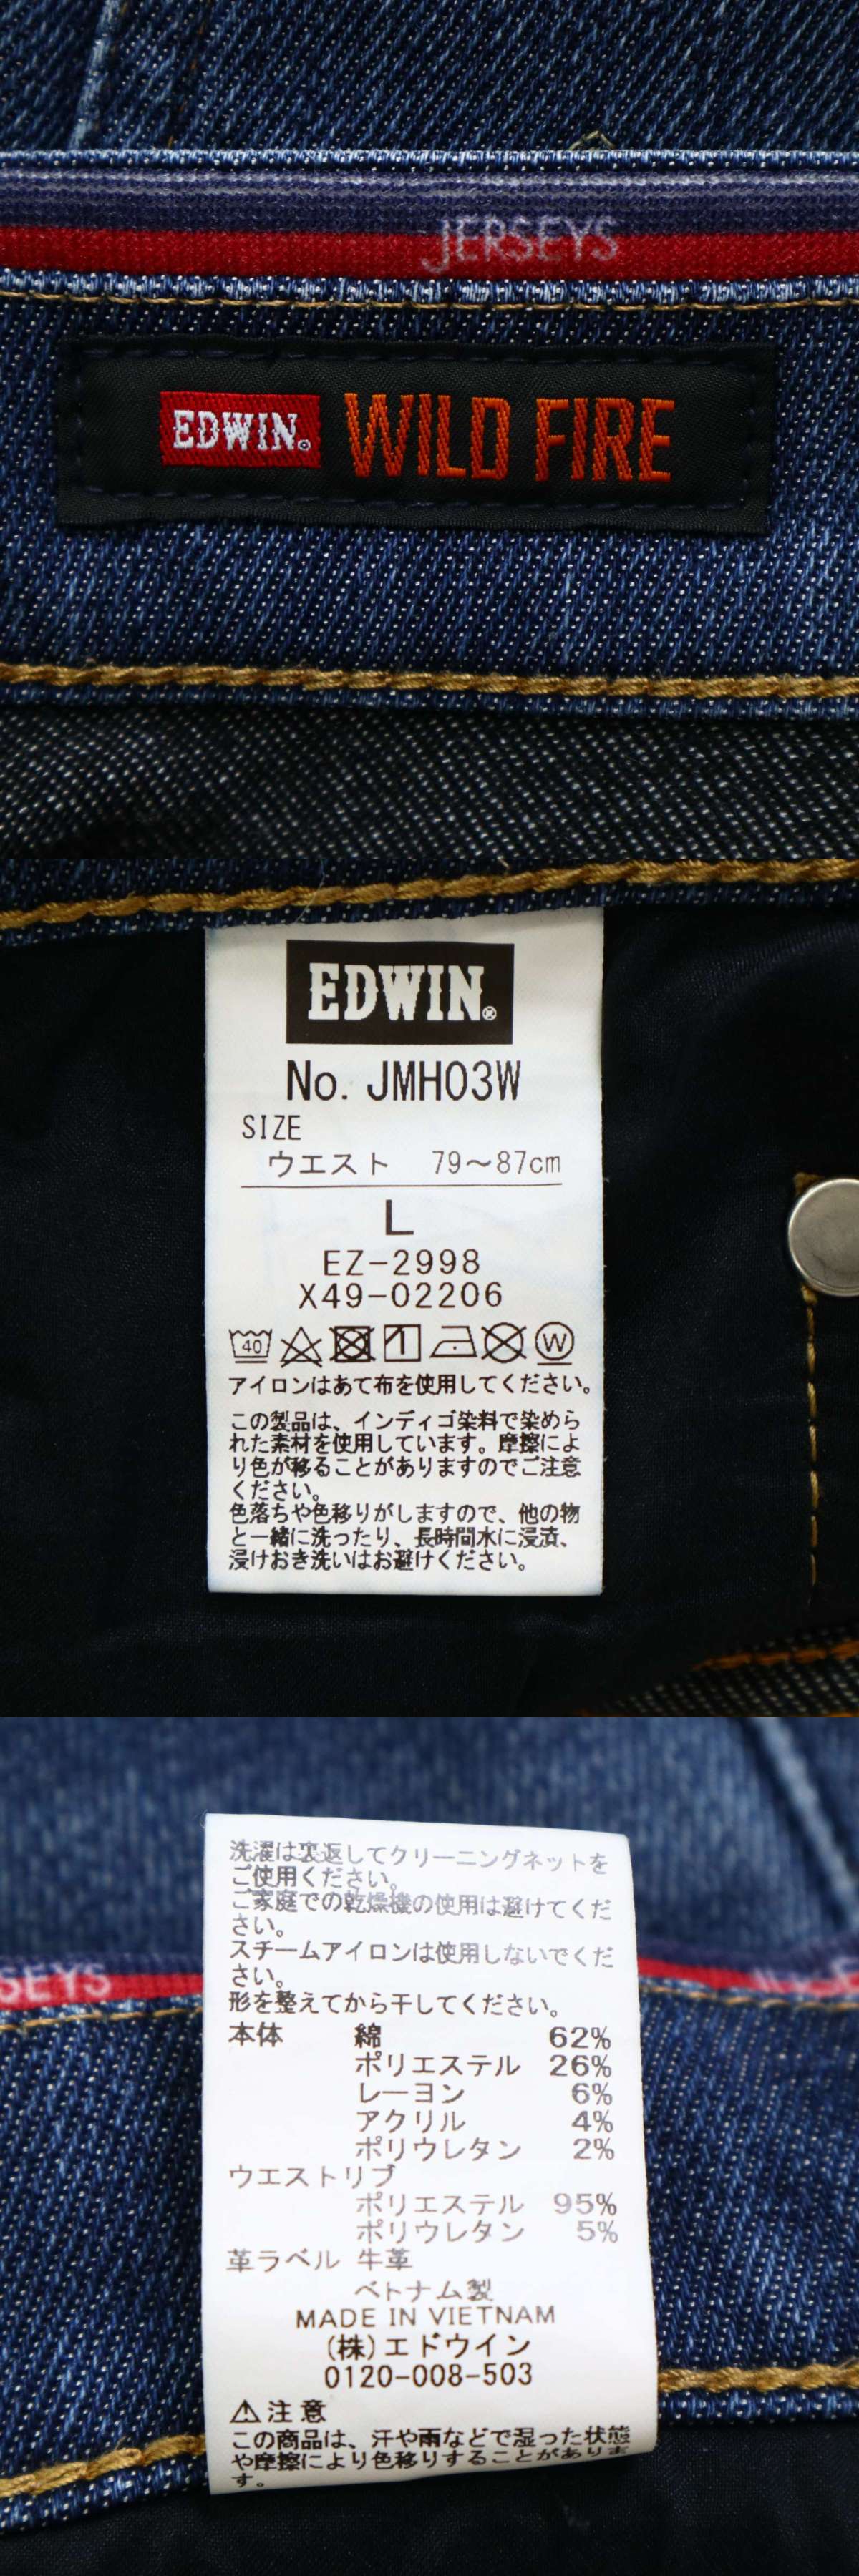 JERSEYS
EDWIN. WILD FIRE
EDWIN.
No. JMH03W
SIZE
ウエスト 79～87cm
L
EZ-2998
X49-02206
40 1 W
アイロンはあて布を使用してください。
この製品は、インディゴ染料で染めら
れた素材を使用しています。摩擦によ
り色が移ることがありますのでご注意
ください。
色落ちや色移りがしますので、他の物
と一緒に洗ったり、長時間水に浸漬、
浸けおき洗いはお避けください。
洗濯は裏返してクリーニングネットを
ご使用ください。
ご家庭での乾燥機の使用は避けてくだ
さい。
スチームアイロンは使用しないでくだ
さい。
形を整えてから干してください。
SEYS
本体 綿 62%
ポリエステル 26%
レーヨン 6%
アクリル 4%
ポリウレタン 2%
ウエストリブ
ポリエステル 95%
ポリウレタン 5%
革ラベル 牛革
ベトナム製
MADE IN VIETNAM
(株)エドウイン
0120-008-503
⚠注意
この商品は、汗や雨などで湿った状態
や摩擦により色移りすることがありま
す。